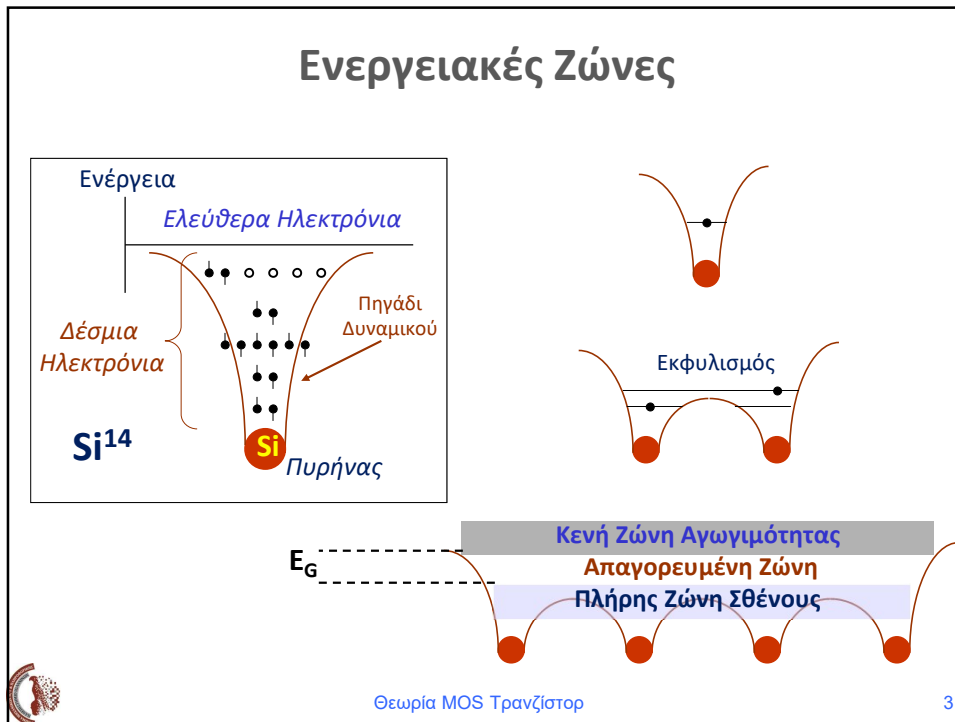 Ενεργειακές Ζώνες
Ενέργεια
Ελεύθερα Ηλεκτρόνια
Πηγάδι
Δυναμικού
Δέσμια
Ηλεκτρόνια
Si¹⁴
Si
Πυρήνας
Εκφυλισμός
Κενή Ζώνη Αγωγιμότητας
E_G
Απαγορευμένη Ζώνη
Πλήρης Ζώνη Σθένους
Θεωρία MOS Τρανζίστορ
3